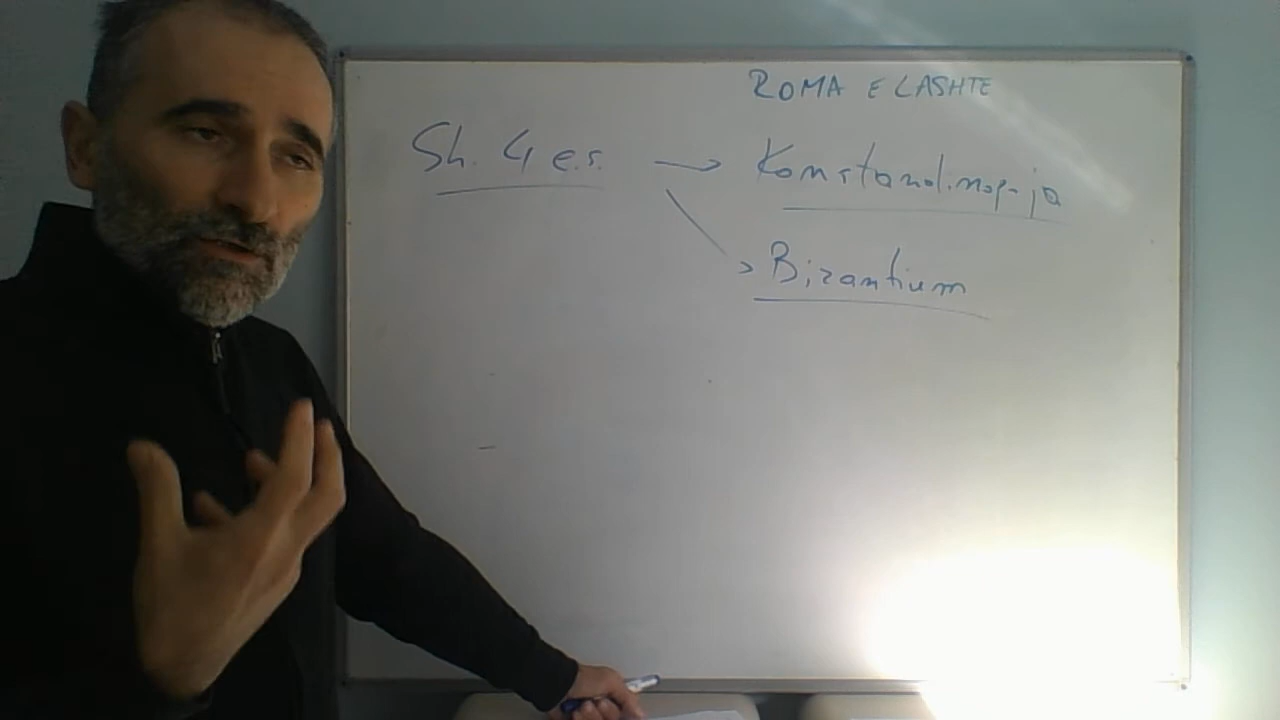 ROMA E LASHTE
Sh. 4 e.s. → Konstandinopoja
→ Bizantium